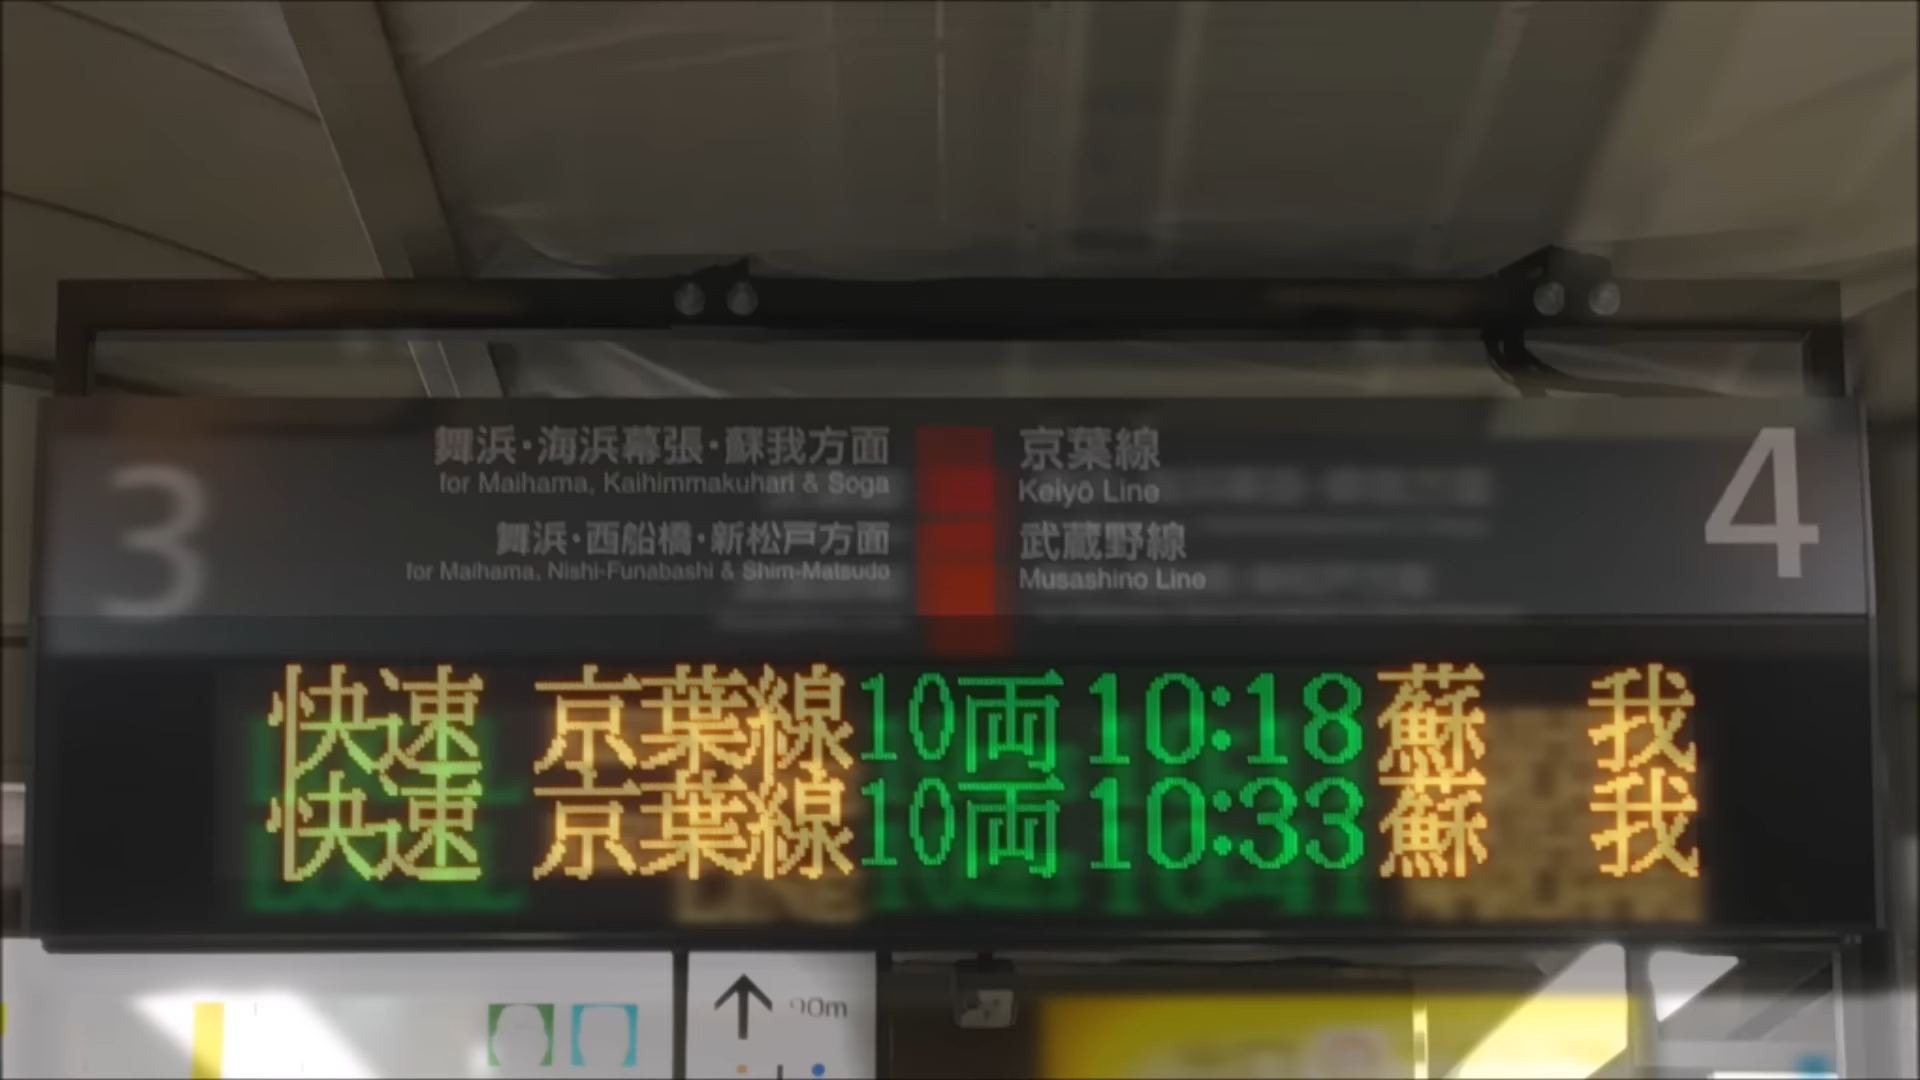 3
舞浜・海浜幕張・蘇我方面
for Maihama, Kaihimmakuhari & Soga
舞浜・西船橋・新松戸方面
for Maihama, Nishi-Funabashi & Shim-Matsudo
京葉線
Keiyō Line
武蔵野線
Musashino Line
4
快速 京葉線10両 10:18 蘇 我
快速 京葉線10両 10:33 蘇 我